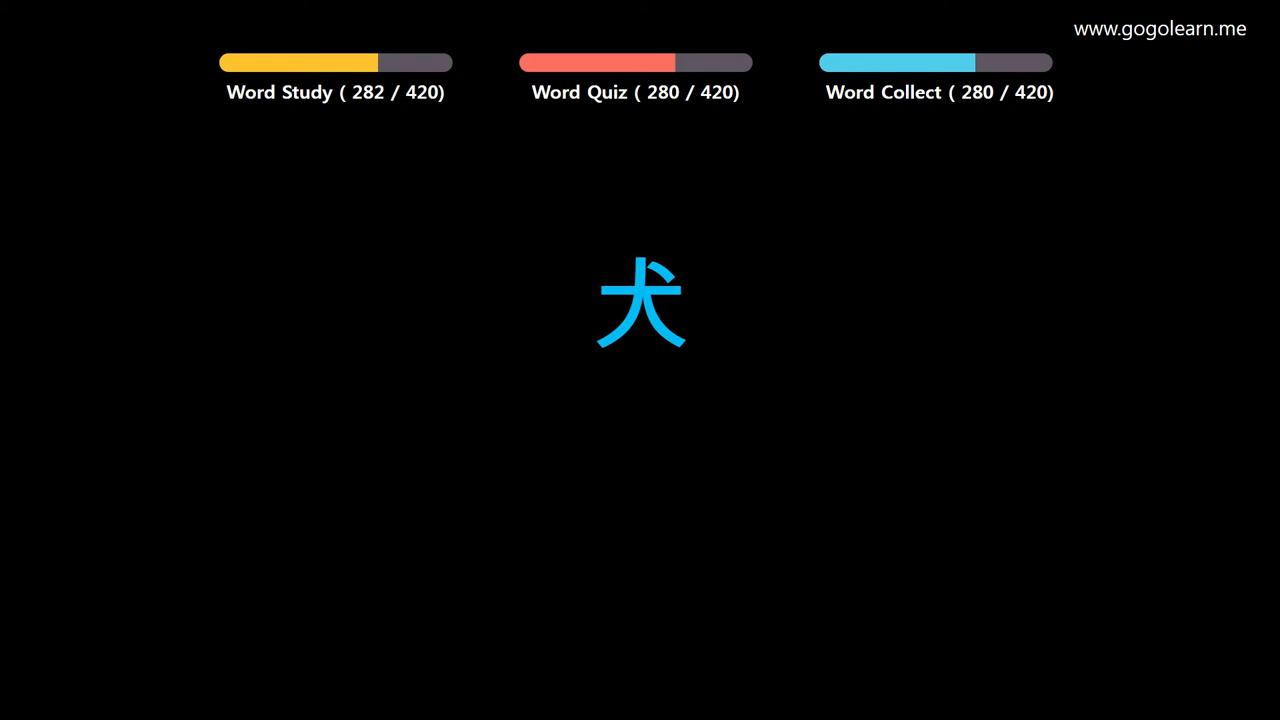 www.gogolearn.me
Word Study ( 282 / 420)
Word Quiz ( 280 / 420)
Word Collect ( 280 / 420)
犬